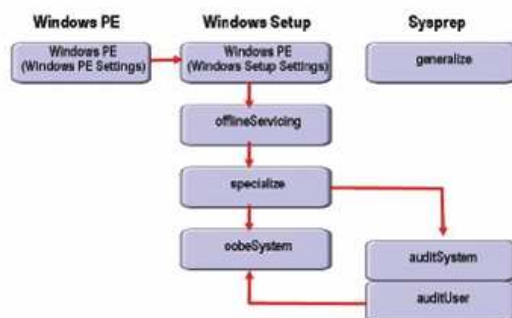 Windows PE
Windows Setup
Sysprep
Windows PE
(Windows PE Settings)
Windows PE
(Windows Setup Settings)
generalize
offlineServicing
specialize
oobeSystem
auditSystem
auditUser